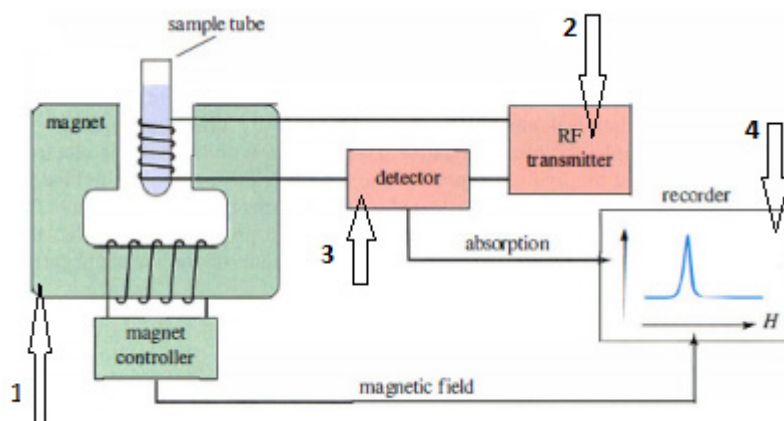 sample tube
2
magnet
RF
transmitter
4
detector
recorder
3
absorption
H
magnet
controller
1
magnetic field